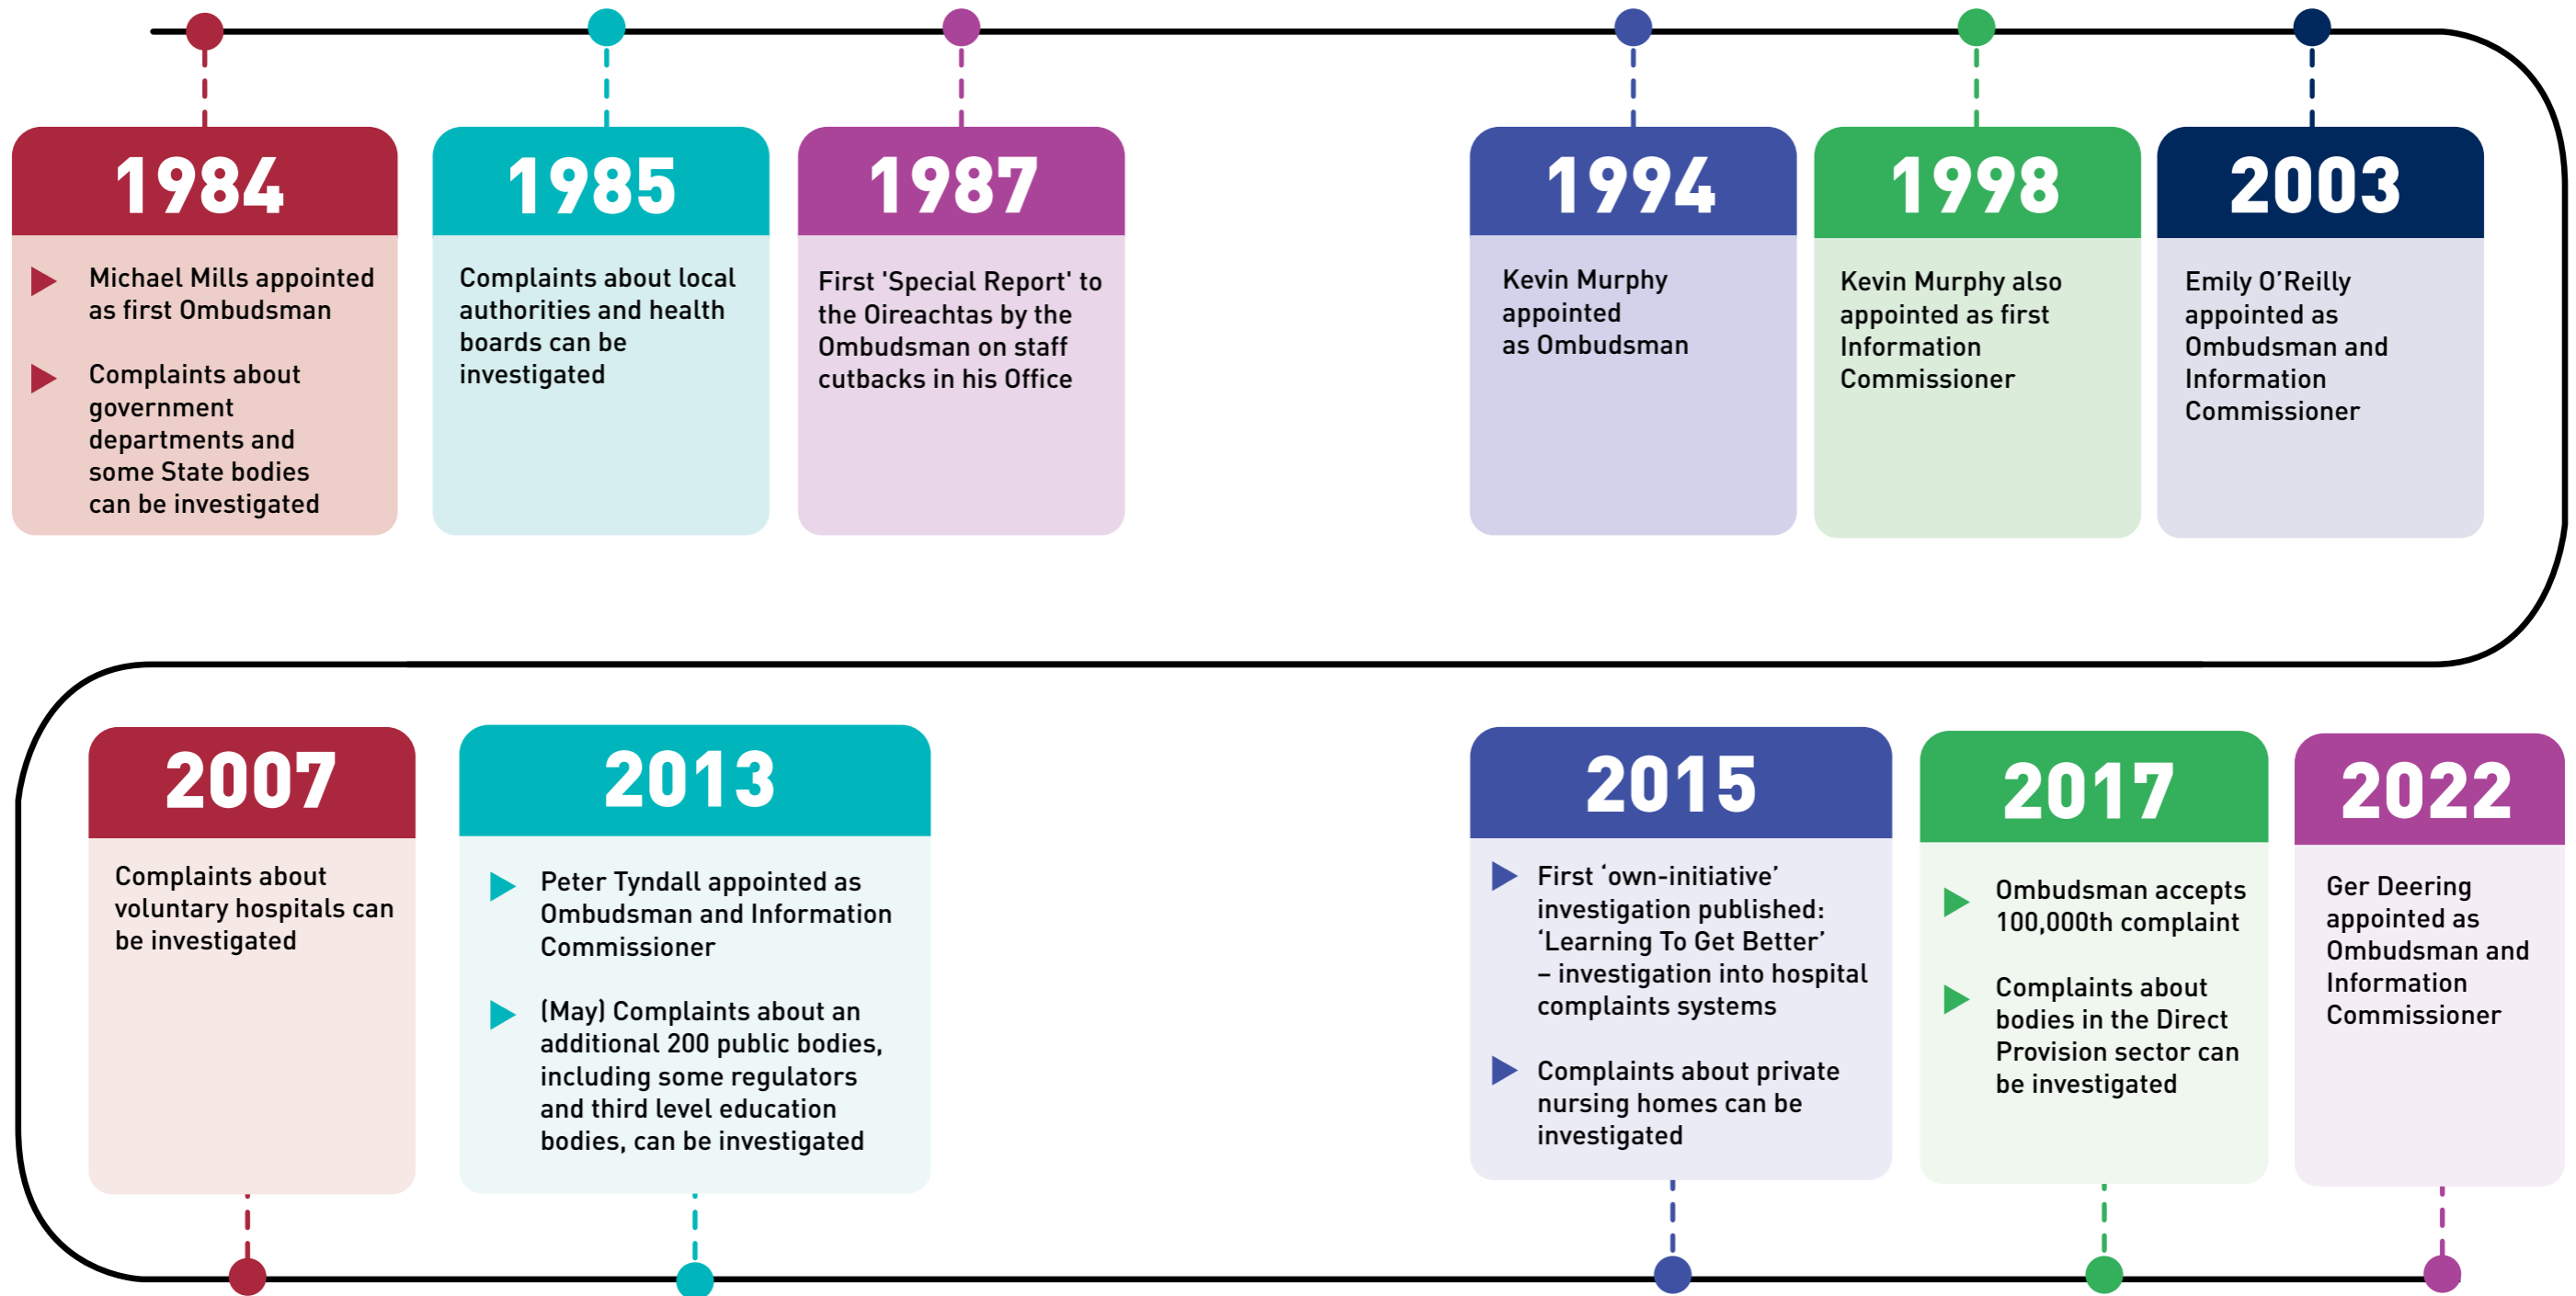 1984
Michael Mills appointed
as first Ombudsman
Complaints about
government
departments and
some State bodies
can be investigated
1985
Complaints about local
authorities and health
boards can be
investigated
1987
First 'Special Report' to
the Oireachtas by the
Ombudsman on staff
cutbacks in his Office
1994
Kevin Murphy
appointed
as Ombudsman
1998
Kevin Murphy also
appointed as first
Information
Commissioner
2003
Emily O’Reilly
appointed as
Ombudsman and
Information
Commissioner
2007
Complaints about
voluntary hospitals can
be investigated
2013
Peter Tyndall appointed as
Ombudsman and Information
Commissioner
(May) Complaints about an
additional 200 public bodies,
including some regulators
and third level education
bodies, can be investigated
2015
First ‘own-initiative’
investigation published:
‘Learning To Get Better’
– investigation into hospital
complaints systems
Complaints about private
nursing homes can be
investigated
2017
Ombudsman accepts
100,000th complaint
Complaints about
bodies in the Direct
Provision sector can
be investigated
2022
Ger Deering
appointed as
Ombudsman and
Information
Commissioner